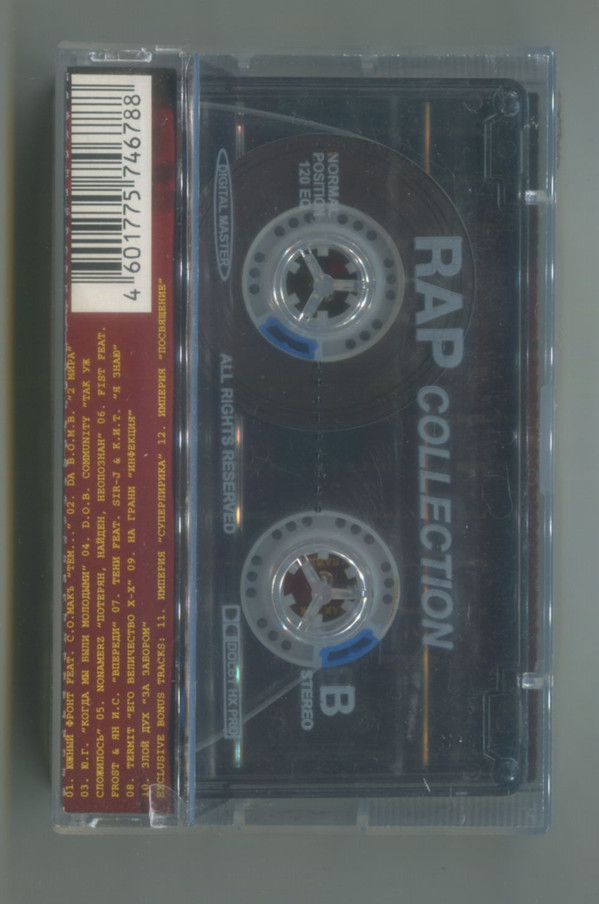 4 601775 746788
01. ЮЖНЫЙ ФРОНТ FEAT. С.О.МАКЪ "ТИМ..." 02. DA B.O.M.B. "2 МИРА"
03. Ю.Г. "КОГДА МЫ БЫЛИ МОЛОДЫМИ" 04. D.O.B. COMMUNITY "ТАК УЖ
СЛОЖИЛОСЬ" 05. NONAMERZ "ПОТЕРЯН, НАЙДЕН, НЕОПОЗНАН" 06. FIST FEAT.
FROST & ЯН И.С. "ВПЕРЕДИ" 07. ТЕНИ FEAT. SIR-J & К.И.Т. "Я ЗНАЮ"
08. TERMIT "ЕГО ВЕЛИЧЕСТВО Х-Х" 09. НА ГРАНИ "ИНФЕКЦИЯ"
10. ЗЛОЙ ДУХ "ЗА ЗАБОРОМ"
EXCLUSIVE BONUS TRACKS: 11. ИМПЕРИЯ "СУПЕРЛИРИКА" 12. ИМПЕРИЯ "ПОСВЯЩЕНИЕ"
RAP COLLECTION
NORMAL
POSITION
120 EQ
B
STEREO
DIGITAL MASTER
ALL RIGHTS RESERVED
DOLBY HX PRO